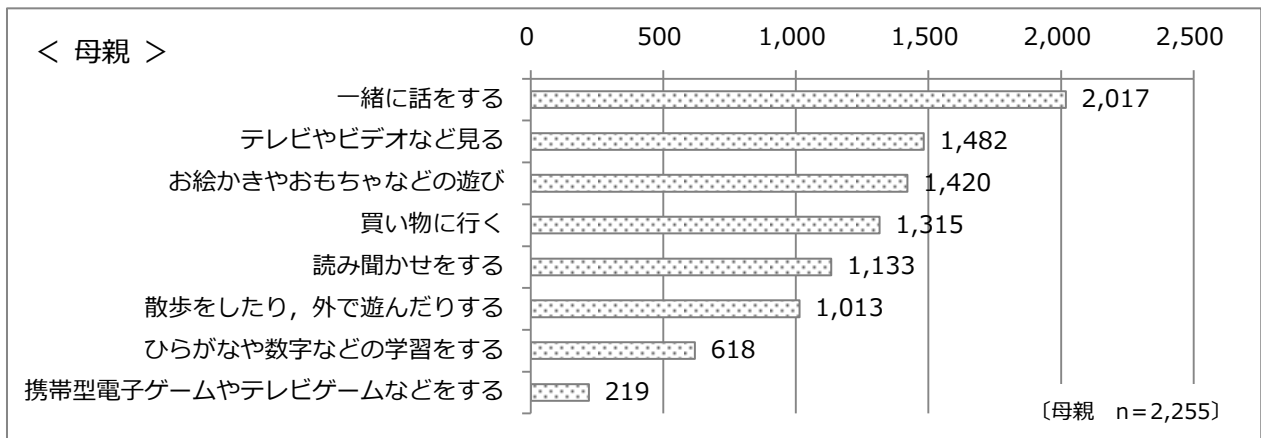 < 母親 >
0 500 1,000 1,500 2,000 2,500
一緒に話をする 2,017
テレビやビデオなど見る 1,482
お絵かきやおもちゃなどの遊び 1,420
買い物に行く 1,315
読み聞かせをする 1,133
散歩をしたり，外で遊んだりする 1,013
ひらがなや数字などの学習をする 618
携帯型電子ゲームやテレビゲームなどをする 219
〔母親　n＝2,255〕